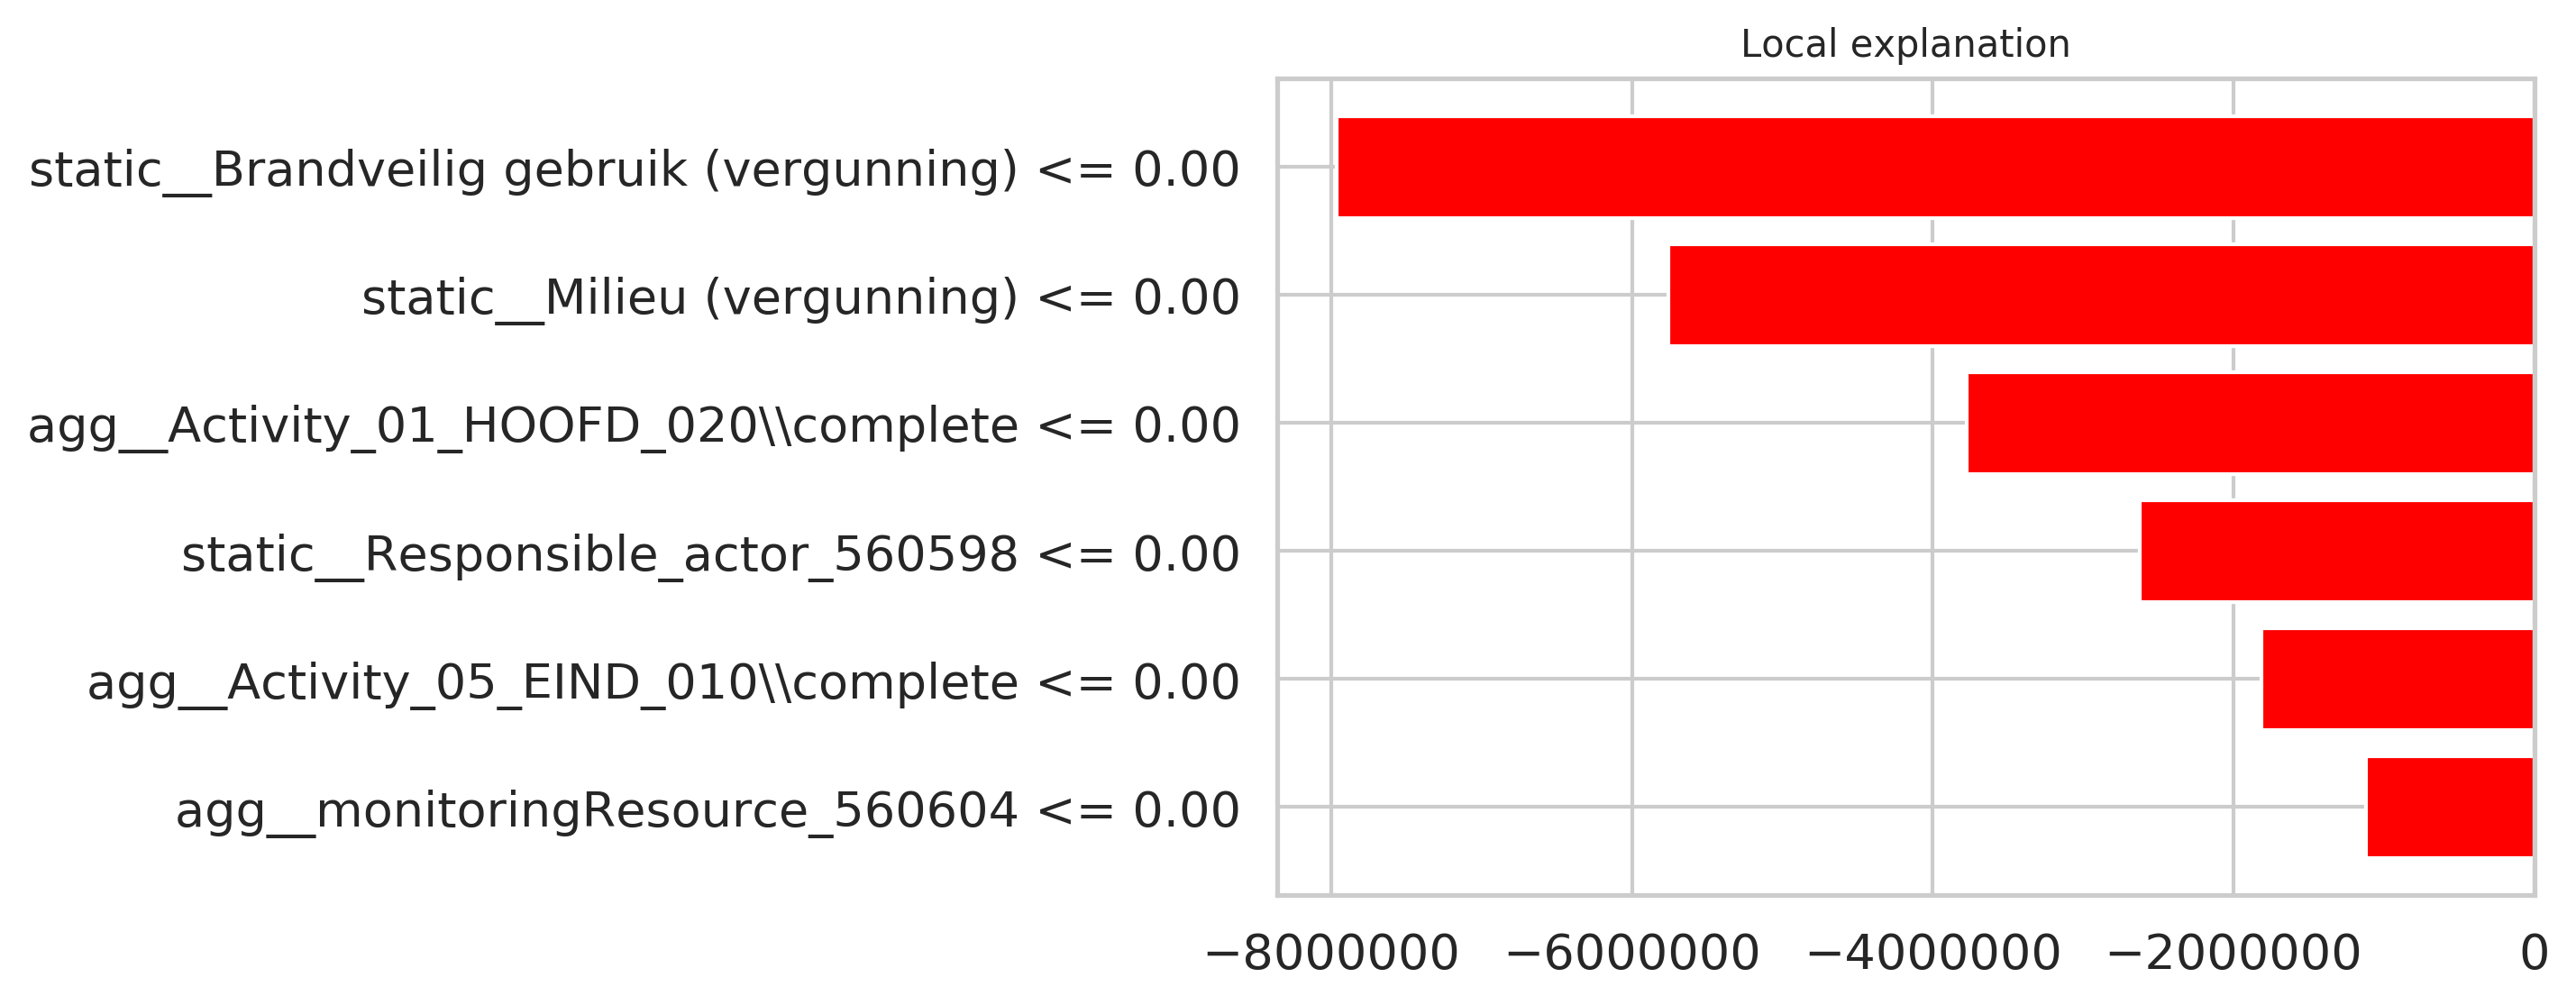 Local explanation
static__Brandveilig gebruik (vergunning) <= 0.00
static__Milieu (vergunning) <= 0.00
agg__Activity_01_HOOFD_020\\complete <= 0.00
static__Responsible_actor_560598 <= 0.00
agg__Activity_05_EIND_010\\complete <= 0.00
agg__monitoringResource_560604 <= 0.00
−8000000 −6000000 −4000000 −2000000 0